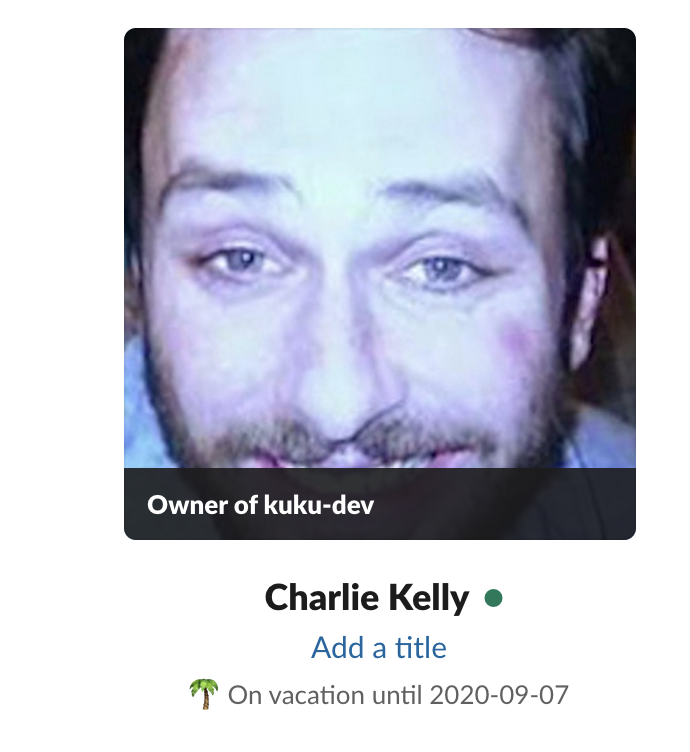 Owner of kuku-dev
Charlie Kelly
Add a title
On vacation until 2020-09-07